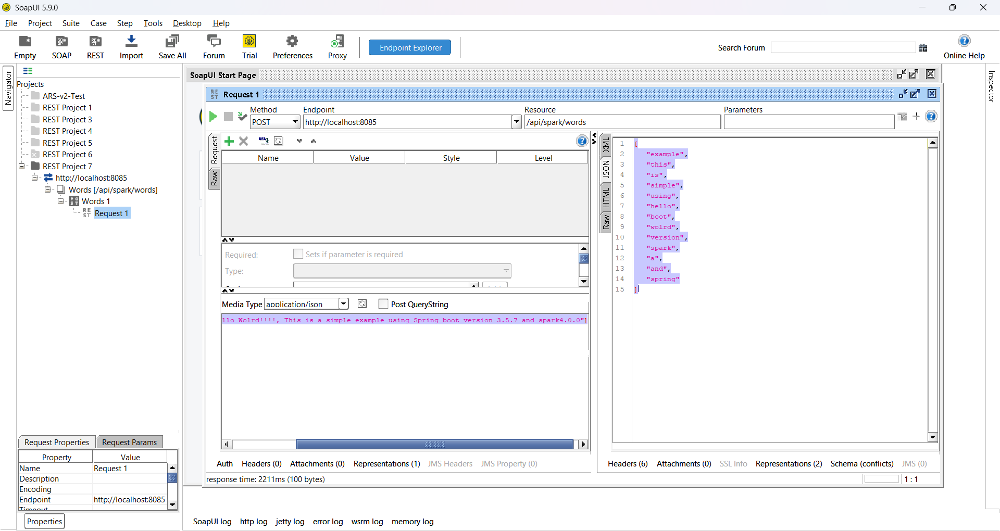 SoapUI 5.9.0
File Project Suite Case Step Tools Desktop Help
Empty SOAP REST Import Save All Forum Trial Preferences Proxy Endpoint Explorer Search Forum Online Help
Navigator
Projects
ARS-v2-Test
REST Project 1
REST Project 3
REST Project 4
REST Project 5
REST Project 6
REST Project 7
http://localhost:8085
Words [/api/spark/words]
Words 1
REST Request 1
SoapUI Start Page
REST Request 1
Method Endpoint Resource Parameters
POST http://localhost:8085 /api/spark/words
Request
Raw
Name Value Style Level
Required: Sets if parameter is required
Type:
Media Type application/json Post QueryString
llo Wolrd!!!!, This is a simple example using Spring boot version 3.5.7 and spark4.0.0"]
XML
JSON
HTML
Raw
1 [
2 "example",
3 "this",
4 "is",
5 "simple",
6 "using",
7 "hello",
8 "boot",
9 "wolrd",
10 "version",
11 "spark",
12 "a",
13 "and",
14 "spring"
15 ]
Auth Headers (0) Attachments (0) Representations (1) JMS Headers JMS Property (0)
Headers (6) Attachments (0) SSL Info Representations (2) Schema (conflicts) JMS (0)
response time: 2211ms (100 bytes)
1 : 1
Inspector
Request Properties Request Params
Property Value
Name Request 1
Description
Encoding
Endpoint http://localhost:8085
Timeout
Properties
SoapUI log http log jetty log error log wsrm log memory log